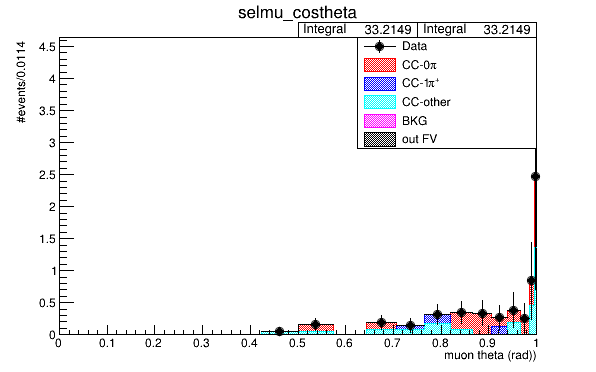 selmu_costheta
Integral 33.2149 Integral 33.2149
#events/0.0114
4.5
4
3.5
3
2.5
2
1.5
1
0.5
0
Data
CC-0π
CC-1π⁺
CC-other
BKG
out FV
0 0.1 0.2 0.3 0.4 0.5 0.6 0.7 0.8 0.9 1
muon theta (rad))